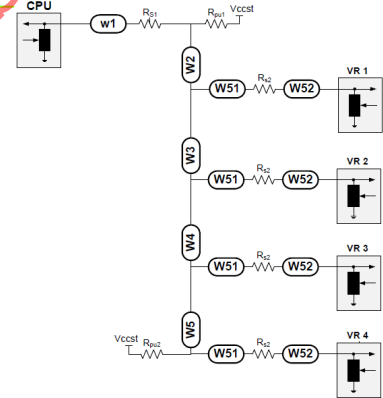 CPU
w1
RS1
Rpu1
Vccst
W2
VR 1
W51
Rs2
W52
W3
VR 2
W51
Rs2
W52
W4
VR 3
W51
Rs2
W52
W5
Vccst
Rpu2
VR 4
W51
Rs2
W52